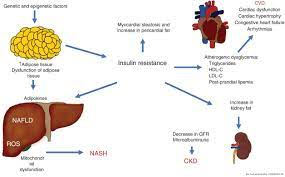 Genetic and epigenetic factors
↑Adipose tissue
Dysfunction of adipose
tissue
Adipokines
NAFLD
ROS
Mitochondrial
dysfunction
NASH
Myocardial steatosis and
increase in pericardial fat
Insulin resistance
CVD
Cardiac dysfunction
Cardiac hypertrophy
Congestive heart failure
Arrhythmias
Atherogenic dyslipemia:
Triglycerides
HDL-C
LDL-C
Post-prandial lipemia
Increase in
kidney fat
Decrease in GFR
Microalbuminuria
CKD